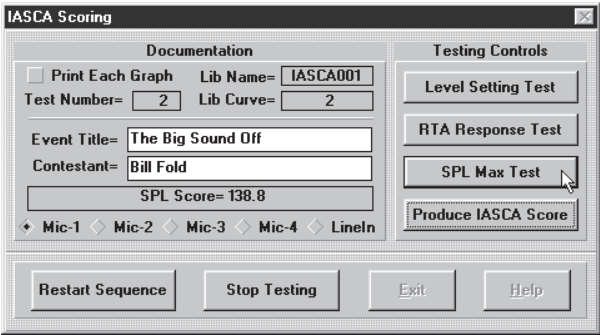 IASCA Scoring
Documentation
Print Each Graph Lib Name= IASCA001
Test Number= 2 Lib Curve= 2
Event Title= The Big Sound Off
Contestant= Bill Fold
SPL Score= 138.8
Mic-1 Mic-2 Mic-3 Mic-4 LineIn
Testing Controls
Level Setting Test
RTA Response Test
SPL Max Test
Produce IASCA Score
Restart Sequence Stop Testing Exit Help